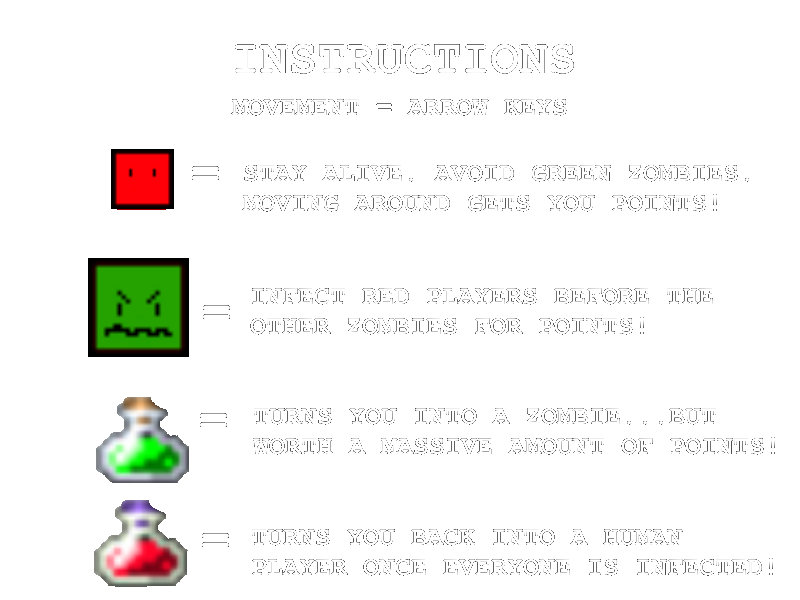 INSTRUCTIONS
MOVEMENT = ARROW KEYS
= STAY ALIVE. AVOID GREEN ZOMBIES.
MOVING AROUND GETS YOU POINTS!
= INFECT RED PLAYERS BEFORE THE
OTHER ZOMBIES FOR POINTS!
= TURNS YOU INTO A ZOMBIE...BUT
WORTH A MASSIVE AMOUNT OF POINTS!
= TURNS YOU BACK INTO A HUMAN
PLAYER ONCE EVERYONE IS INFECTED!